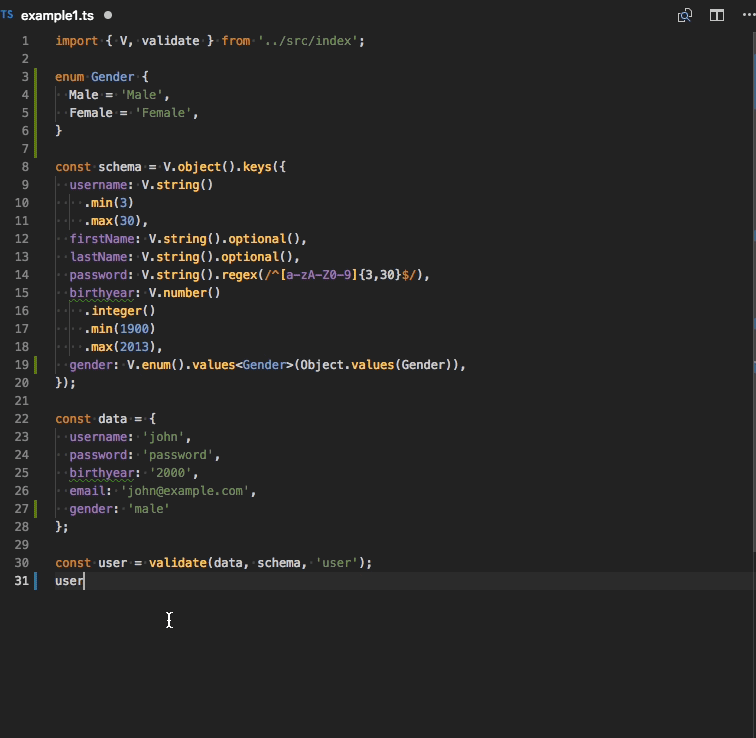 TS example1.ts
1 import { V, validate } from '../src/index';
2
3 enum Gender {
4 Male = 'Male',
5 Female = 'Female',
6 }
7
8 const schema = V.object().keys({
9 username: V.string()
10 .min(3)
11 .max(30),
12 firstName: V.string().optional(),
13 lastName: V.string().optional(),
14 password: V.string().regex(/^[a-zA-Z0-9]{3,30}$/),
15 birthyear: V.number()
16 .integer()
17 .min(1900)
18 .max(2013),
19 gender: V.enum().values<Gender>(Object.values(Gender)),
20 });
21
22 const data = {
23 username: 'john',
24 password: 'password',
25 birthyear: '2000',
26 email: 'john@example.com',
27 gender: 'male'
28 };
29
30 const user = validate(data, schema, 'user');
31 user